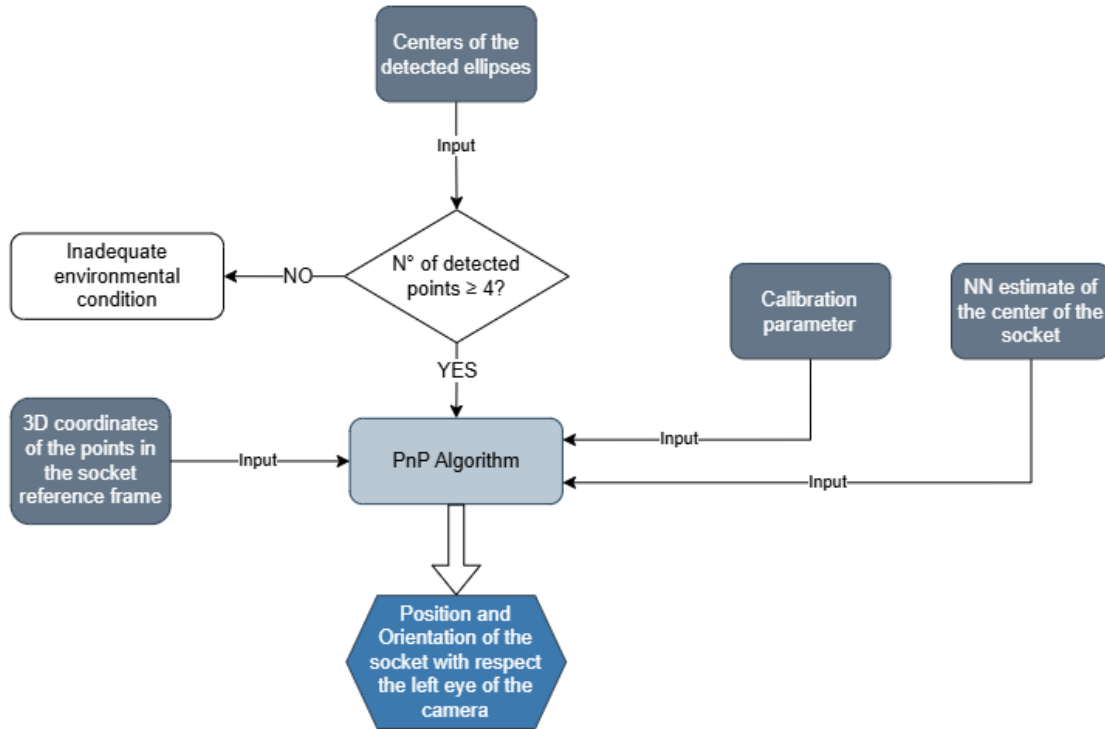 Centers of the
detected ellipses
Input
Inadequate
environmental
condition
NO
N° of detected
points ≥ 4?
Calibration
parameter
NN estimate of
the center of the
socket
YES
3D coordinates
of the points in
the socket
reference frame
Input
PnP Algorithm
Input
Input
Position and
Orientation of the
socket with respect
the left eye of the
camera